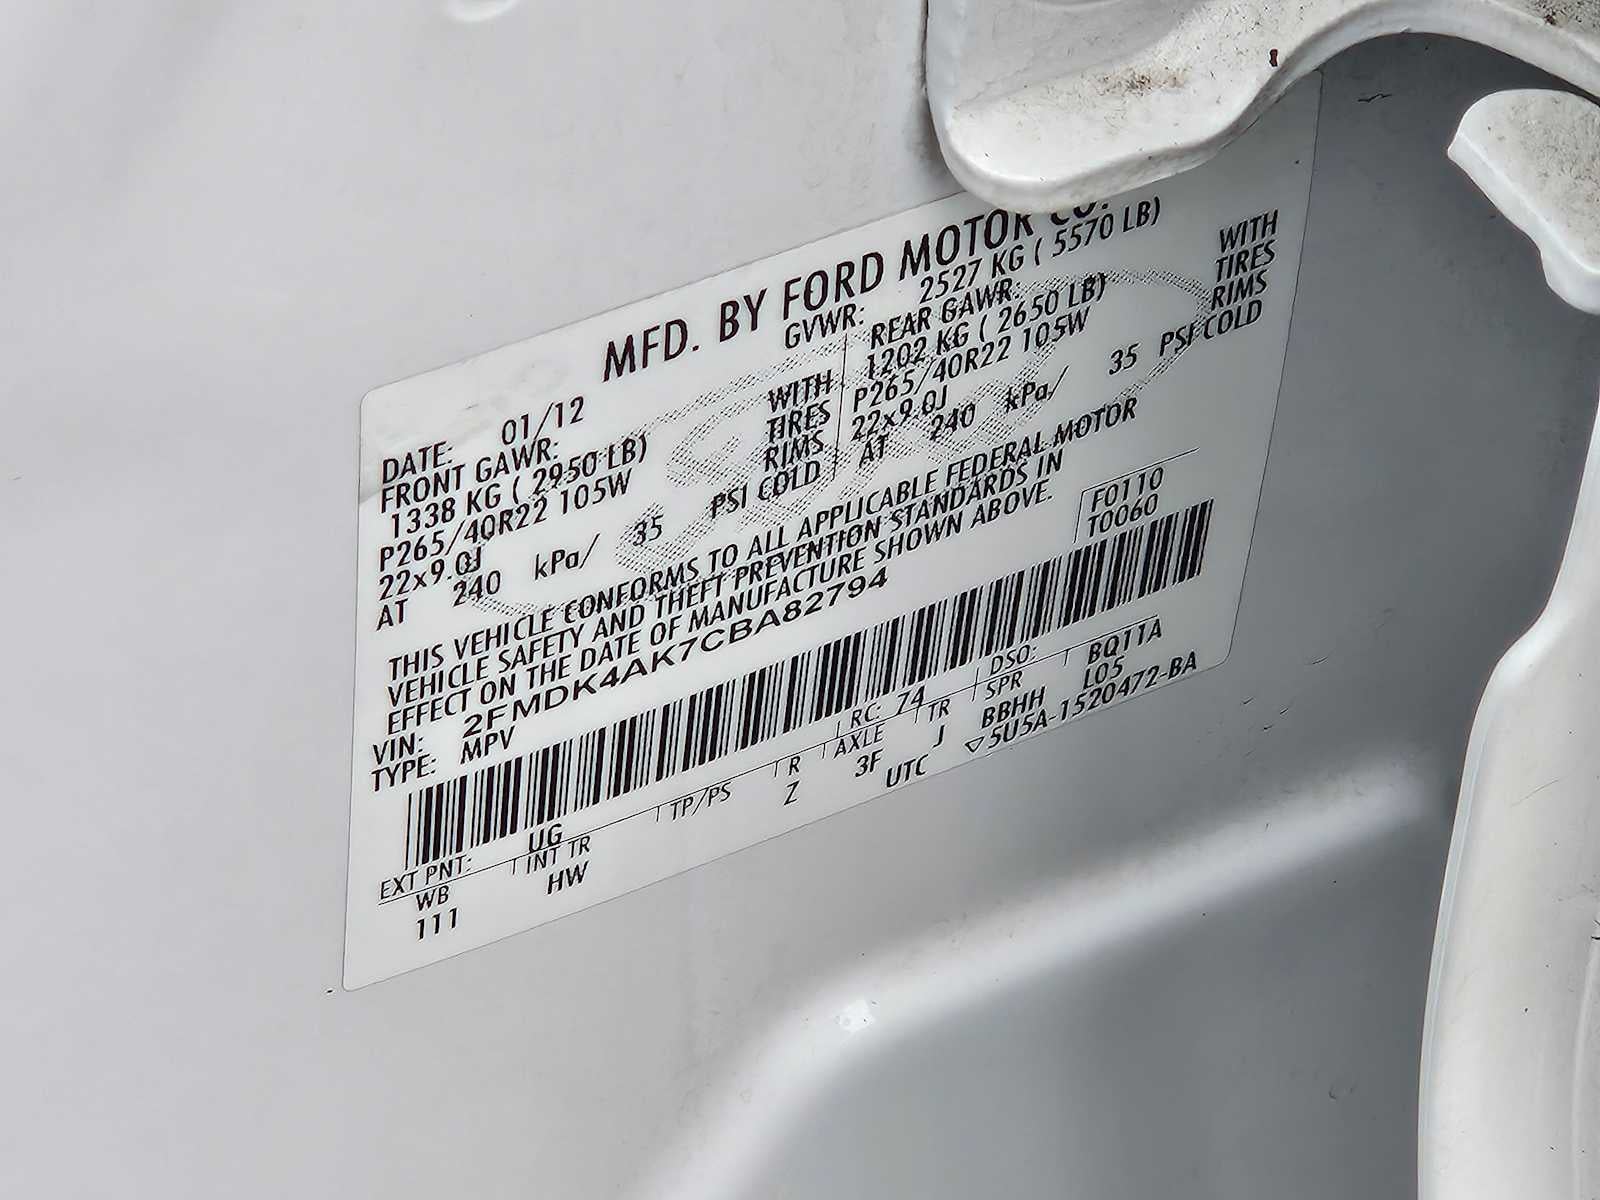 MFD. BY FORD MOTOR CO.
DATE: 01/12 GVWR: 2527 KG ( 5570 LB)
FRONT GAWR: REAR GAWR:
1338 KG ( 2950 LB) WITH 1202 KG ( 2650 LB) WITH
P265/40R22 105W TIRES P265/40R22 105W TIRES
22x9.0J RIMS 22x9.0J RIMS
AT 240 kPa/ 35 PSI COLD AT 240 kPa/ 35 PSI COLD
THIS VEHICLE CONFORMS TO ALL APPLICABLE FEDERAL MOTOR
VEHICLE SAFETY AND THEFT PREVENTION STANDARDS IN
EFFECT ON THE DATE OF MANUFACTURE SHOWN ABOVE.
VIN: 2FMDK4AK7CBA82794 F0110
TYPE: MPV T0060
EXT PNT: UG RC: 74 DSO:
WB INT TR TP/PS R AXLE TR SPR BQ11A
111 HW Z 3F J BBHH L05
UTC ▽5U5A-1520472-BA